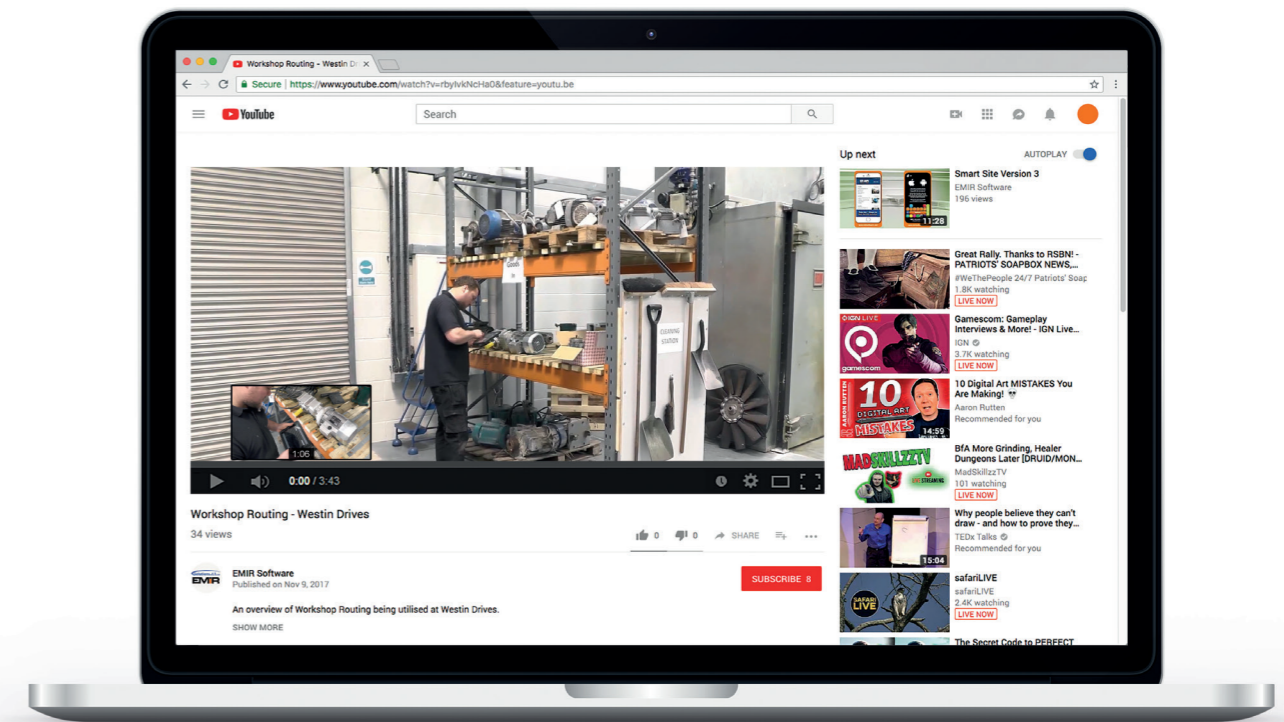 Workshop Routing - Westin D
Secure | https://www.youtube.com/watch?v=rbylvkNcHa0&feature=youtu.be
YouTube
Search
Goods
In
CLEANING
STATION
1:06
0:00 / 3:43
Workshop Routing - Westin Drives
34 views
0
0
SHARE
EMIR
EMIR Software
Published on Nov 9, 2017
SUBSCRIBE 8
An overview of Workshop Routing being utilised at Westin Drives.
SHOW MORE
Up next
AUTOPLAY
11:28
Smart Site Version 3
EMIR Software
196 views
Great Rally. Thanks to RSBN! -
PATRIOTS' SOAPBOX NEWS,...
#WeThePeople 24/7 Patriots' Soap
1.8K watching
LIVE NOW
IGN LIVE
gamescom
Gamescom: Gameplay
Interviews & More! - IGN Live...
IGN
3.7K watching
LIVE NOW
AARON RUTTEN
10
DIGITAL ART
MISTAKES
14:59
10 Digital Art MISTAKES You
Are Making!
Aaron Rutten
Recommended for you
MADSKILLZZTV
LIVE STREAMING
BfA More Grinding, Healer
Dungeons Later [DRUID/MON...
MadSkillzzTV
101 watching
LIVE NOW
15:04
Why people believe they can't
draw - and how to prove they...
TEDx Talks
Recommended for you
SAFARI
LIVE
safariLIVE
safariLIVE
2.4K watching
LIVE NOW
The Secret Code to PERFECT